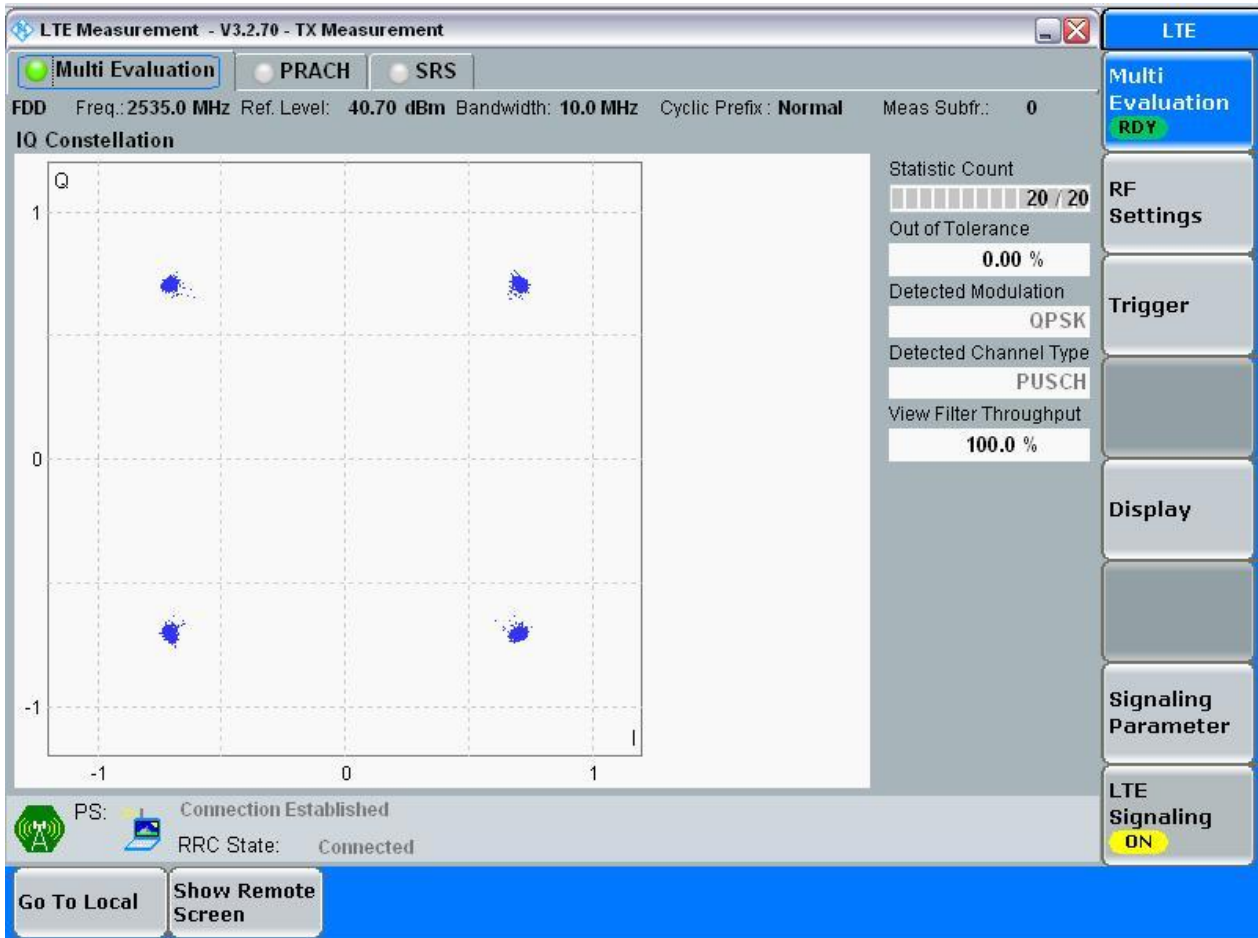 LTE Measurement - V3.2.70 - TX Measurement
LTE
Multi Evaluation PRACH SRS
FDD Freq.: 2535.0 MHz Ref. Level: 40.70 dBm Bandwidth: 10.0 MHz Cyclic Prefix : Normal Meas Subfr.: 0
IQ Constellation
Q
1
0
-1
I
-1 0 1
Statistic Count
20 / 20
Out of Tolerance
0.00 %
Detected Modulation
QPSK
Detected Channel Type
PUSCH
View Filter Throughput
100.0 %
Multi
Evaluation
RDY
RF
Settings
Trigger
Display
Signaling
Parameter
LTE
Signaling
ON
PS: Connection Established
RRC State: Connected
Go To Local
Show Remote
Screen